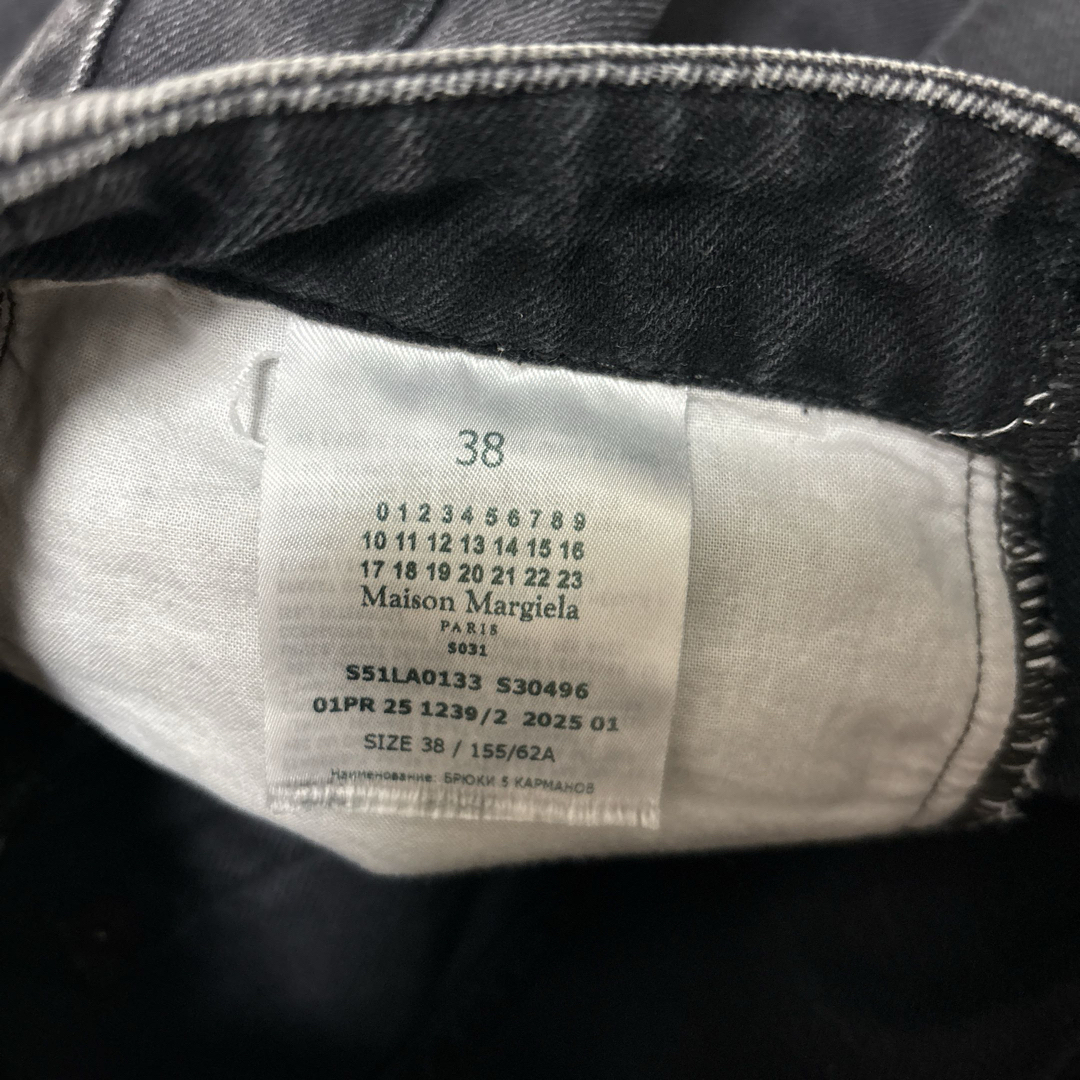 38
0 1 2 3 4 5 6 7 8 9
10 11 12 13 14 15 16
17 18 19 20 21 22 23
Maison Margiela
PARIS
S031
S51LA0133 S30496
01PR 25 1239/2 2025 01
SIZE 38 / 155/62A
Наименование: БРЮКИ 5 КАРМАНОВ